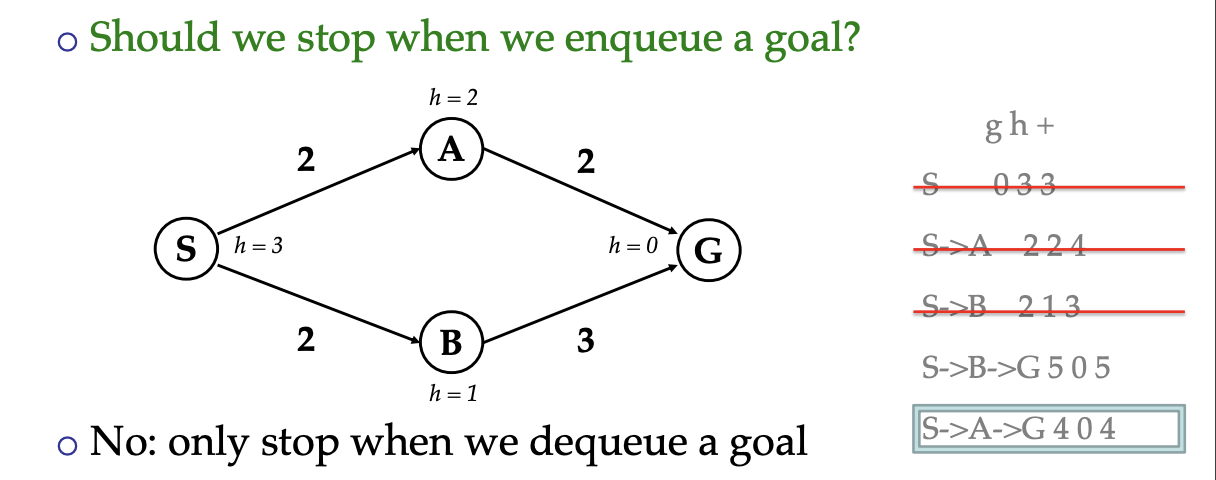 Should we stop when we enqueue a goal?
h = 2
g h +
A
2
2
S 0 3 3
S
h = 3
h = 0
G
S->A 2 2 4
S->B 2 1 3
2
B
3
S->B->G 5 0 5
h = 1
No: only stop when we dequeue a goal
S->A->G 4 0 4